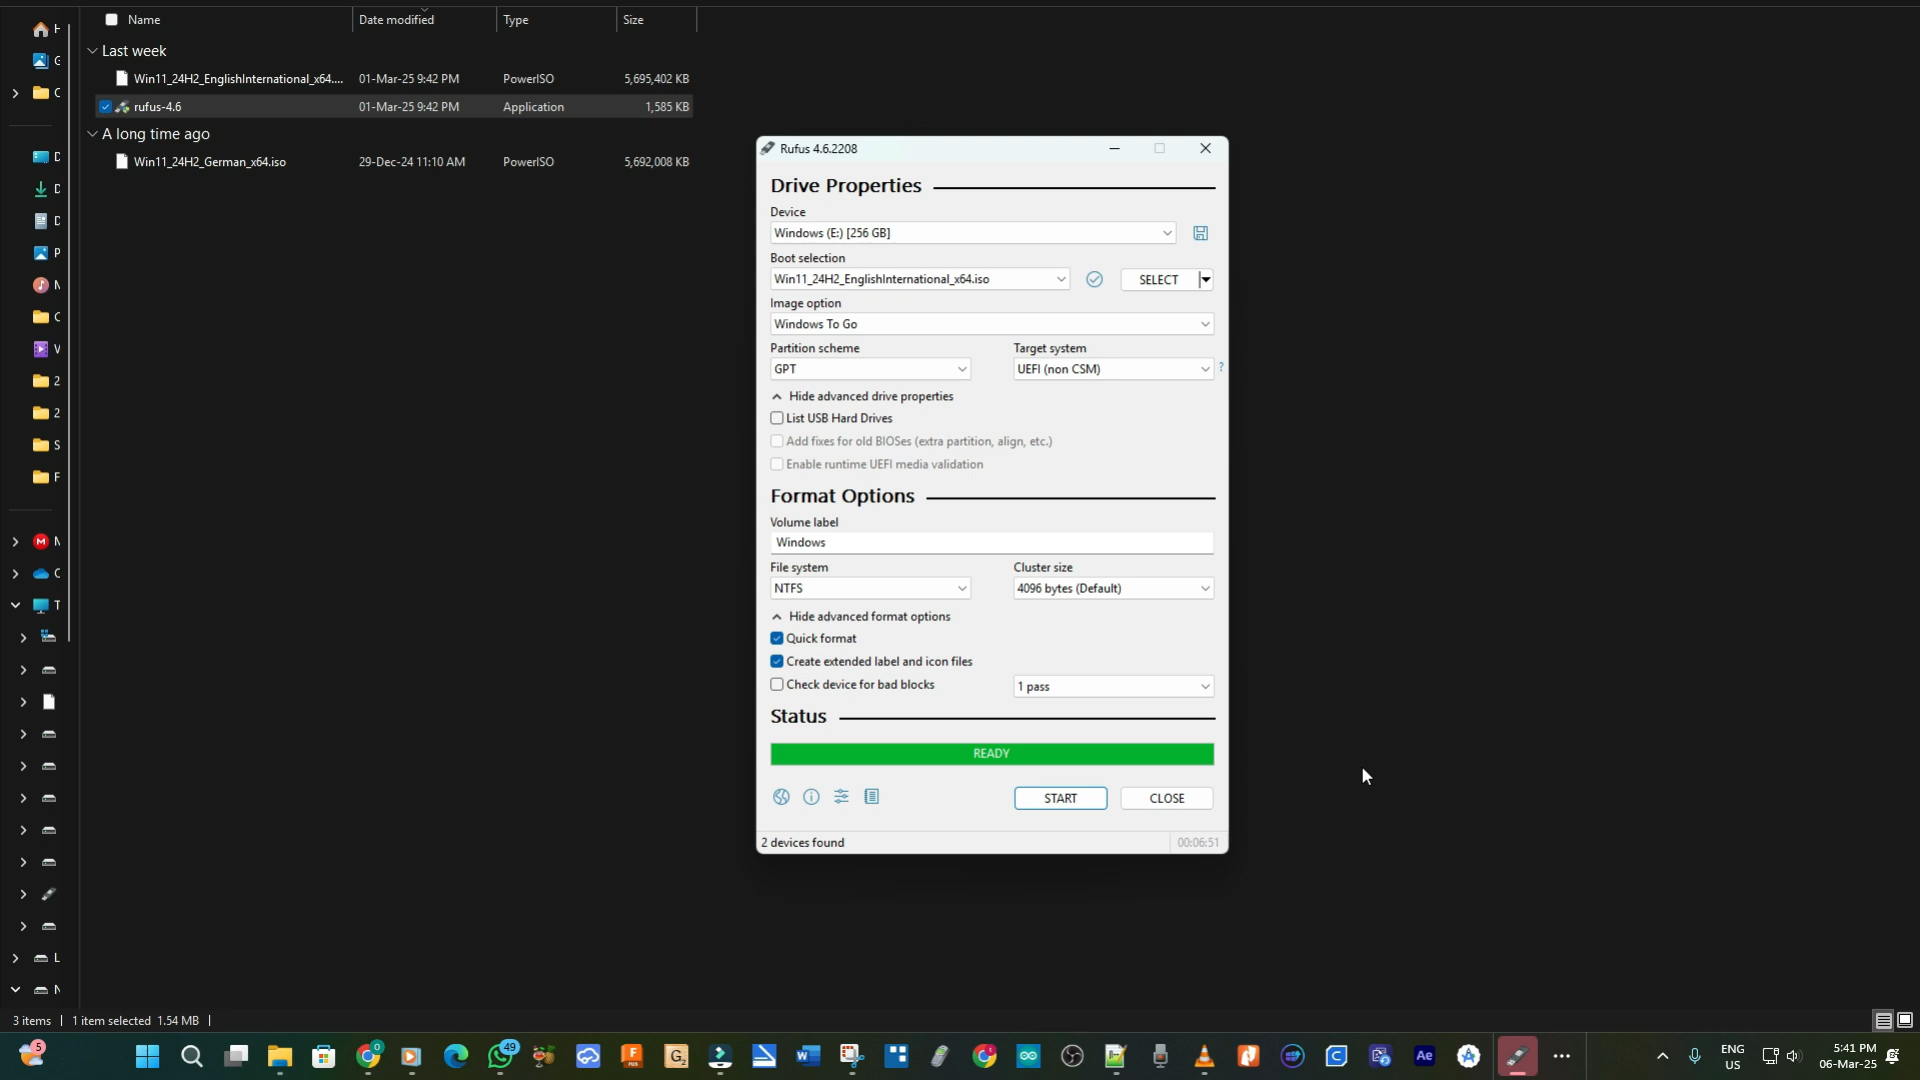 Name Date modified Type Size
Last week
Win11_24H2_EnglishInternational_x64.... 01-Mar-25 9:42 PM PowerISO 5,695,402 KB
rufus-4.6 01-Mar-25 9:42 PM Application 1,585 KB
A long time ago
Win11_24H2_German_x64.iso 29-Dec-24 11:10 AM PowerISO 5,692,008 KB
Rufus 4.6.2208
Drive Properties
Device
Windows (E:) [256 GB]
Boot selection
Win11_24H2_EnglishInternational_x64.iso SELECT
Image option
Windows To Go
Partition scheme Target system
GPT UEFI (non CSM) ?
Hide advanced drive properties
List USB Hard Drives
Add fixes for old BIOSes (extra partition, align, etc.)
Enable runtime UEFI media validation
Format Options
Volume label
Windows
File system Cluster size
NTFS 4096 bytes (Default)
Hide advanced format options
Quick format
Create extended label and icon files
Check device for bad blocks 1 pass
Status
READY
START CLOSE
2 devices found 00:06:51
3 items 1 item selected 1.54 MB
5
0
49
Ae
ENG
US
5:41 PM
06-Mar-25